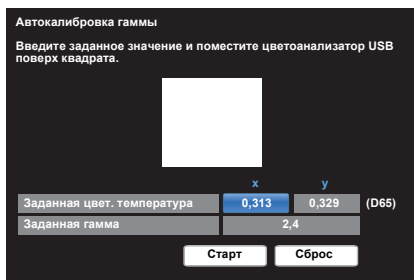 Автокалибровка гаммы
Введите заданное значение и поместите цветоанализатор USB
поверх квадрата.
x y
Заданная цвет. температура 0,313 0,329 (D65)
Заданная гамма 2,4
Старт Сброс